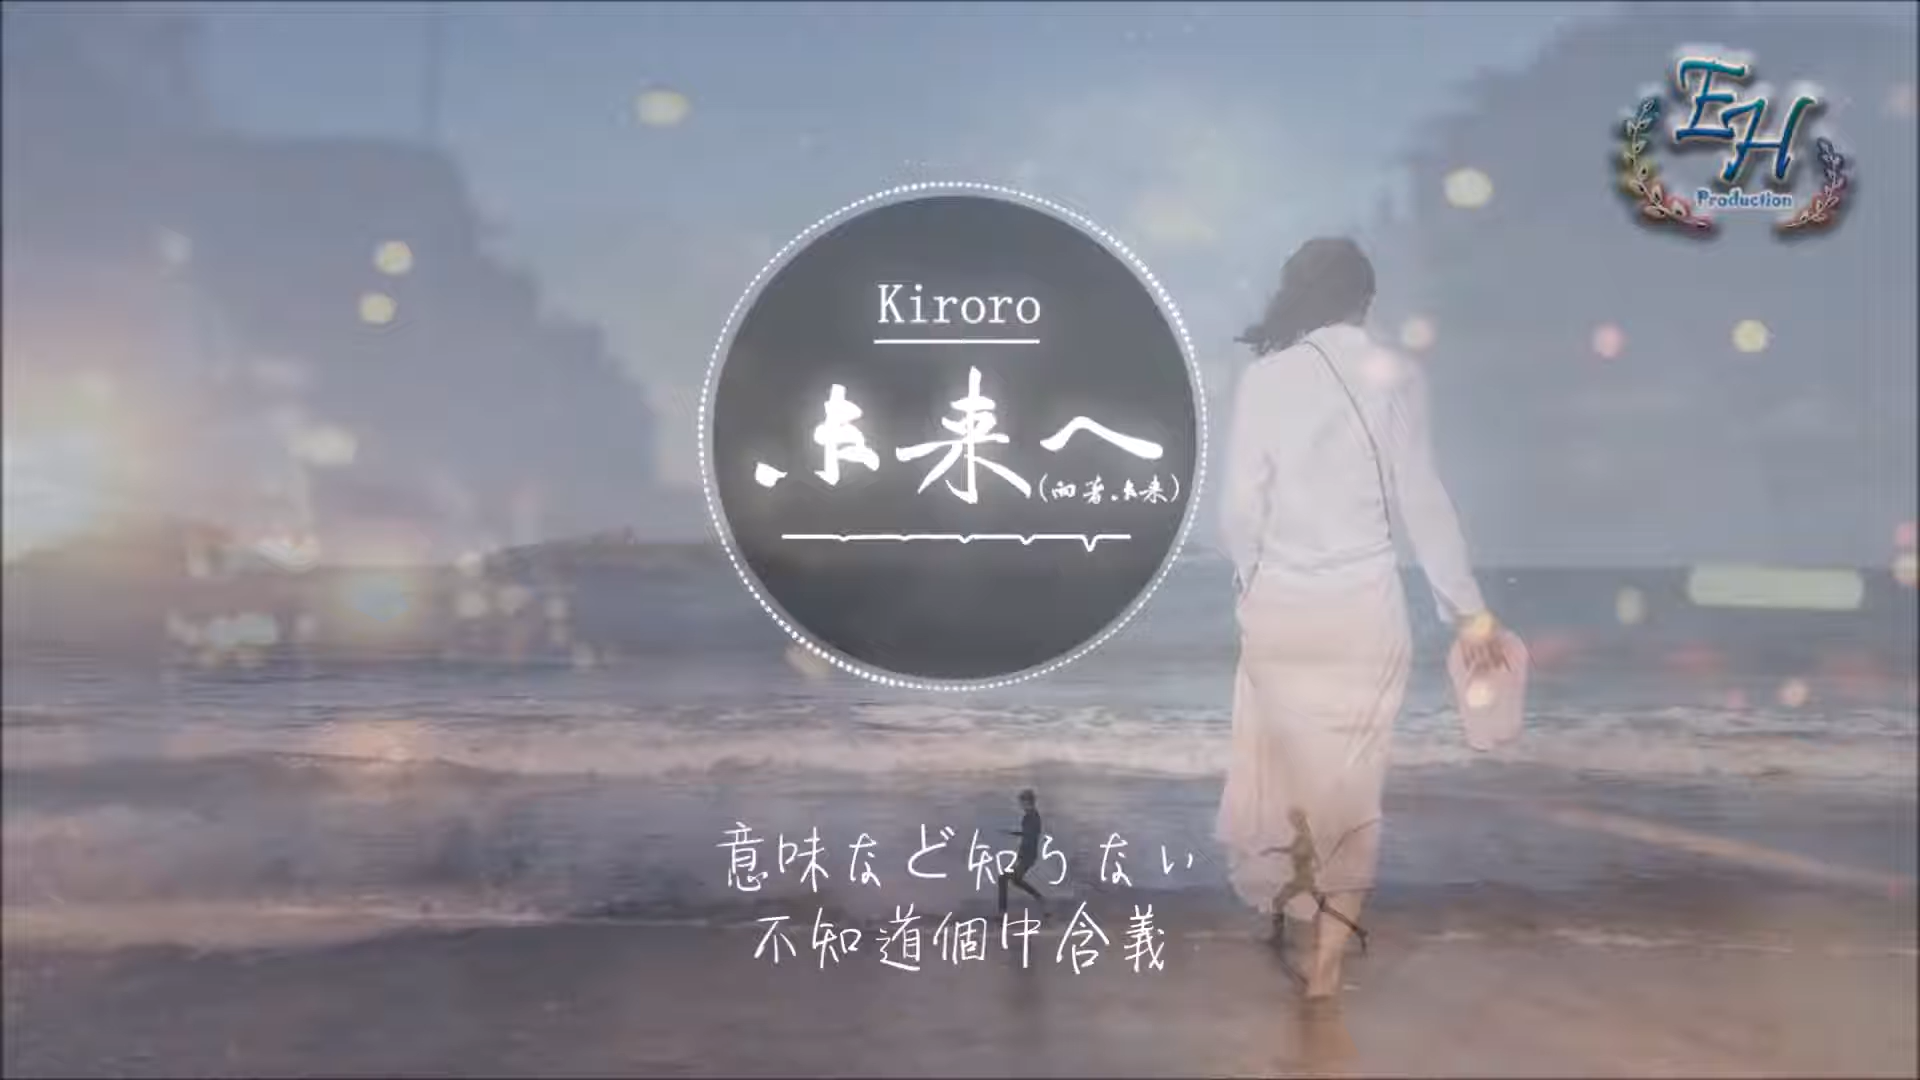 EH
Production
Kiroro
未来へ
(向著未来)
意味など知らない
不知道個中含義